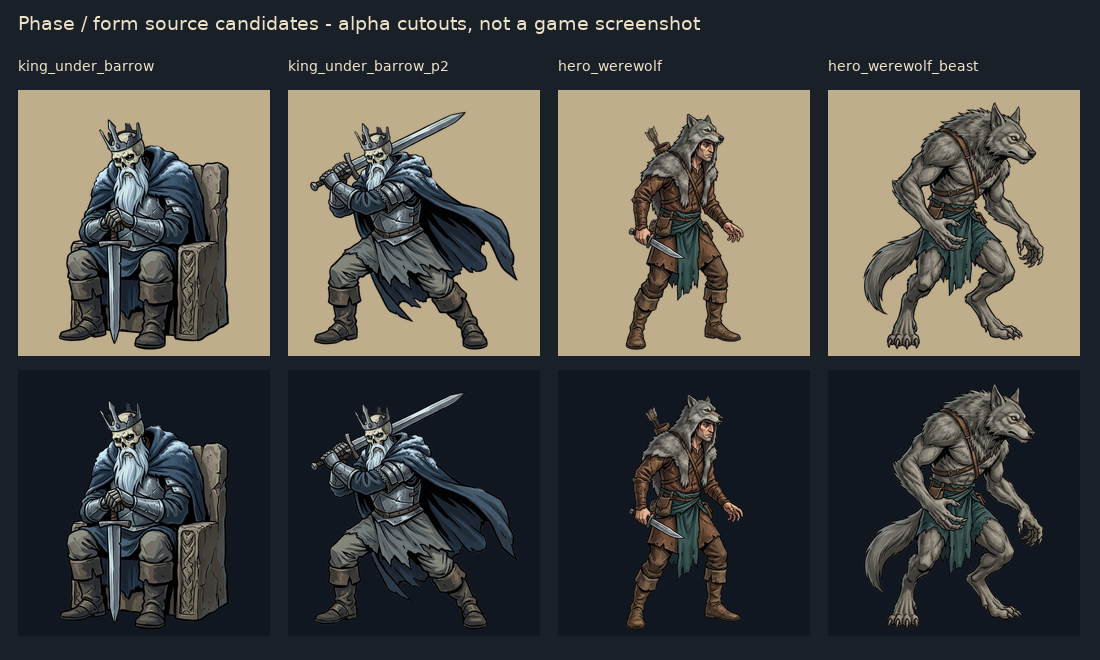 Phase / form source candidates - alpha cutouts, not a game screenshot
king_under_barrow
king_under_barrow_p2
hero_werewolf
hero_werewolf_beast